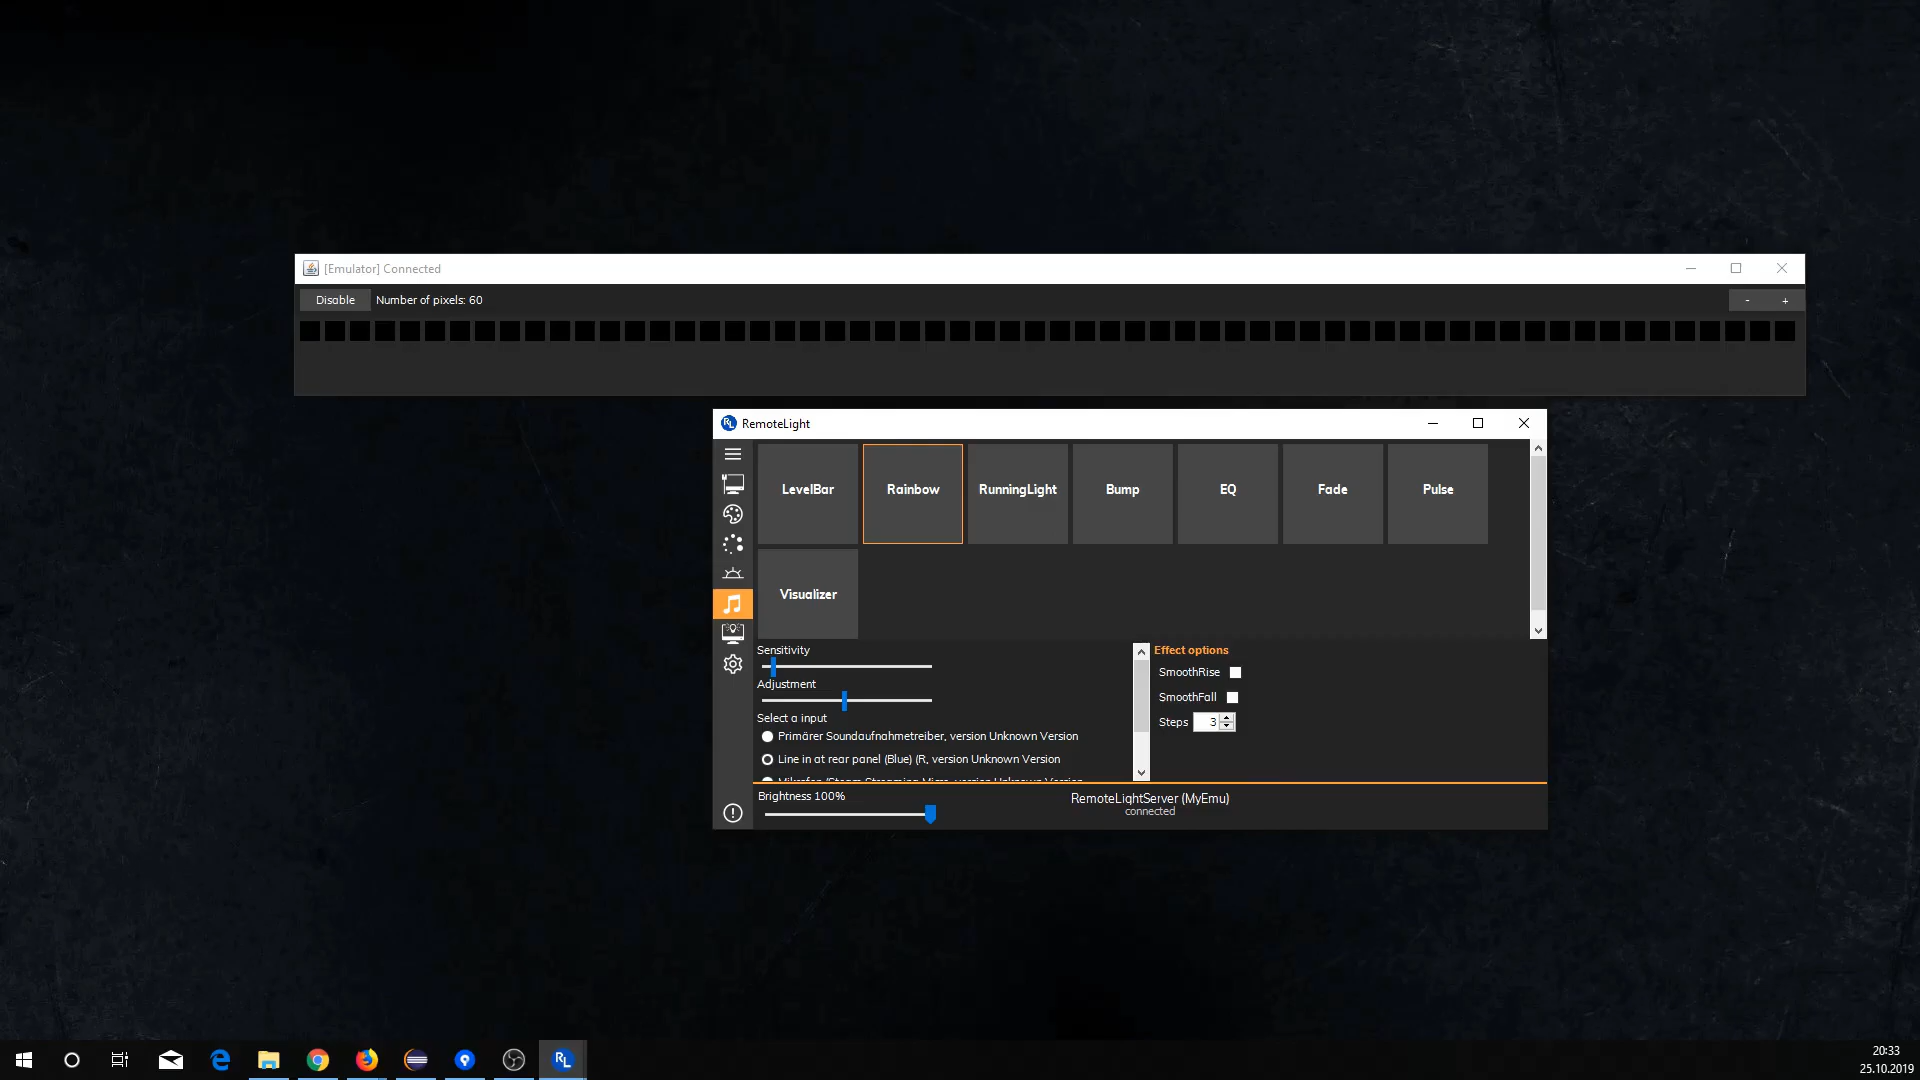 [Emulator] Connected
Disable Number of pixels: 60 - +
RL RemoteLight
LevelBar Rainbow RunningLight Bump EQ Fade Pulse
Visualizer
Sensitivity
Adjustment
Select a input
Primärer Soundaufnahmetreiber, version Unknown Version
Line in at rear panel (Blue) (R, version Unknown Version
Effect options
SmoothRise
SmoothFall
Steps 3
Brightness 100%
RemoteLightServer (MyEmu)
connected
RL
20:33
25.10.2019